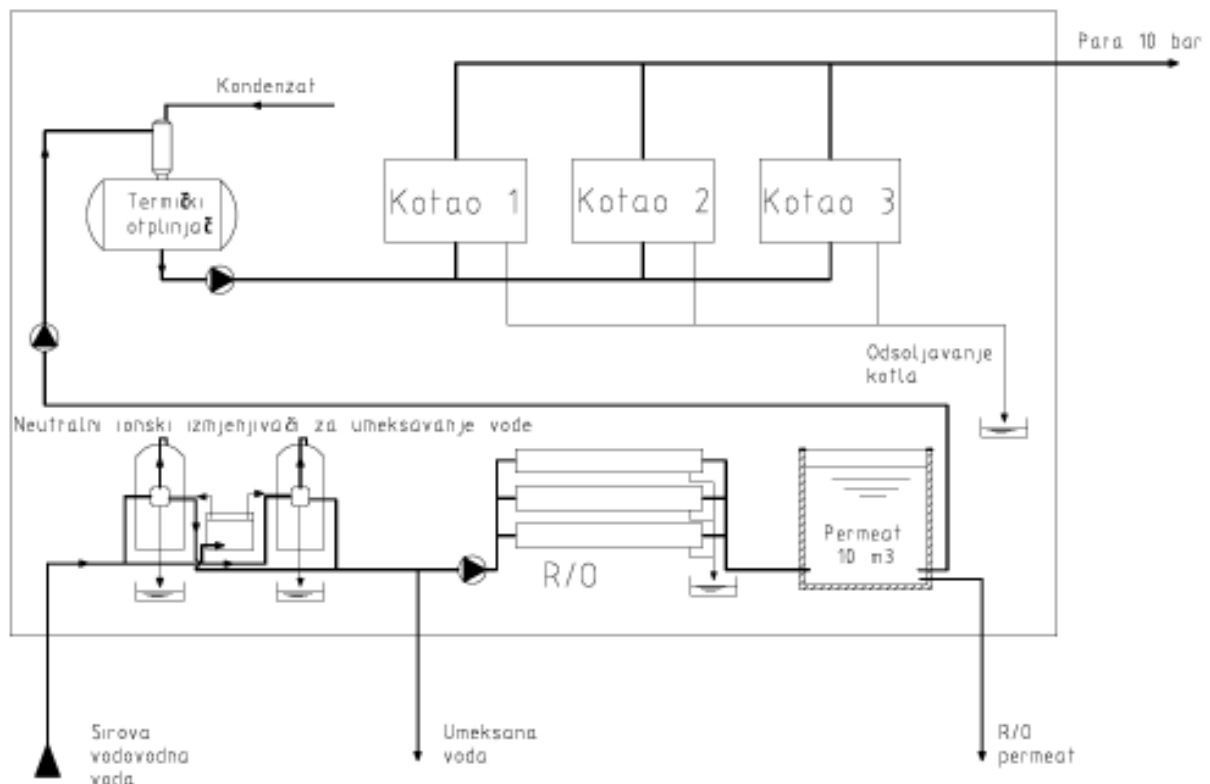 Para 10 bar
Kondenzat
Termički
otplinjač
Kotao 1
Kotao 2
Kotao 3
Odsoljavanje
kotla
Neutralni ionski izmjenjivači za umeksavanje vode
R/O
Permeat
10 m3
Sirova
vodovodna
voda
Umeksana
voda
R/O
permeat